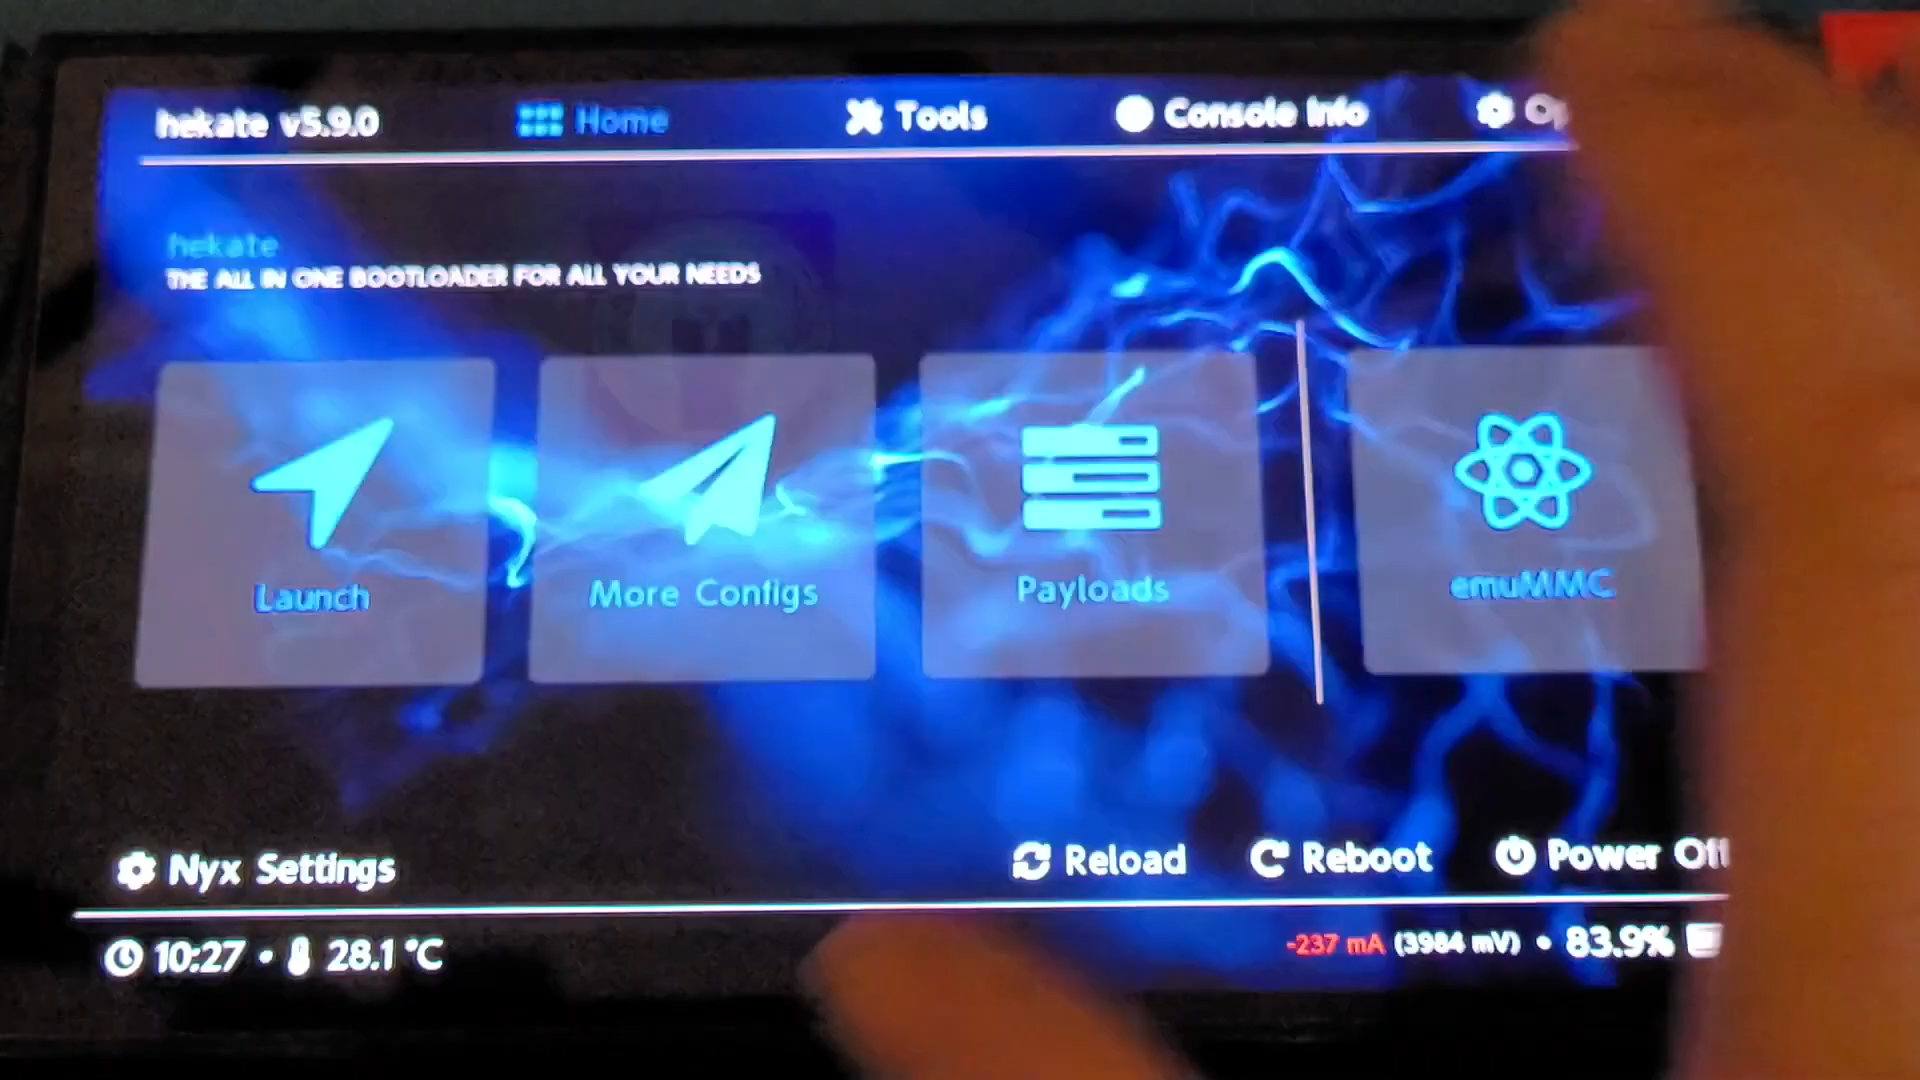 hekate v5.9.0
Home
Tools
Console Info
hekate
THE ALL IN ONE BOOTLOADER FOR ALL YOUR NEEDS
Launch
More Configs
Payloads
emuMMC
Nyx Settings
Reload
Reboot
Power Off
10:27 • 28.1 °C
-237 mA (3984 mV) • 83.9%